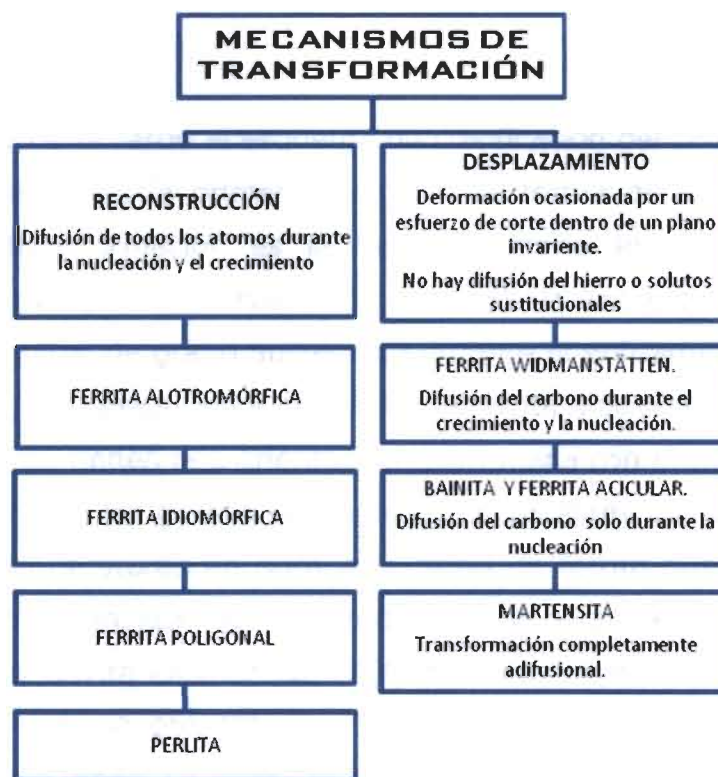 MECANISMOS DE
TRANSFORMACIÓN
RECONSTRUCCIÓN
Difusión de todos los atomos durante
la nucleación y el crecimiento
FERRITA ALOTROMÓRFICA
FERRITA IDIOMÓRFICA
FERRITA POLIGONAL
PERLITA
DESPLAZAMIENTO
Deformación ocasionada por un
esfuerzo de corte dentro de un plano
invariente.
No hay difusión del hierro o solutos
sustitucionales
FERRITA WIDMANSTÄTTEN.
Difusión del carbono durante el
crecimiento y la nucleación.
BAINITA Y FERRITA ACICULAR.
Difusión del carbono solo durante la
nucleación
MARTENSITA
Transformación completamente
adifusional.